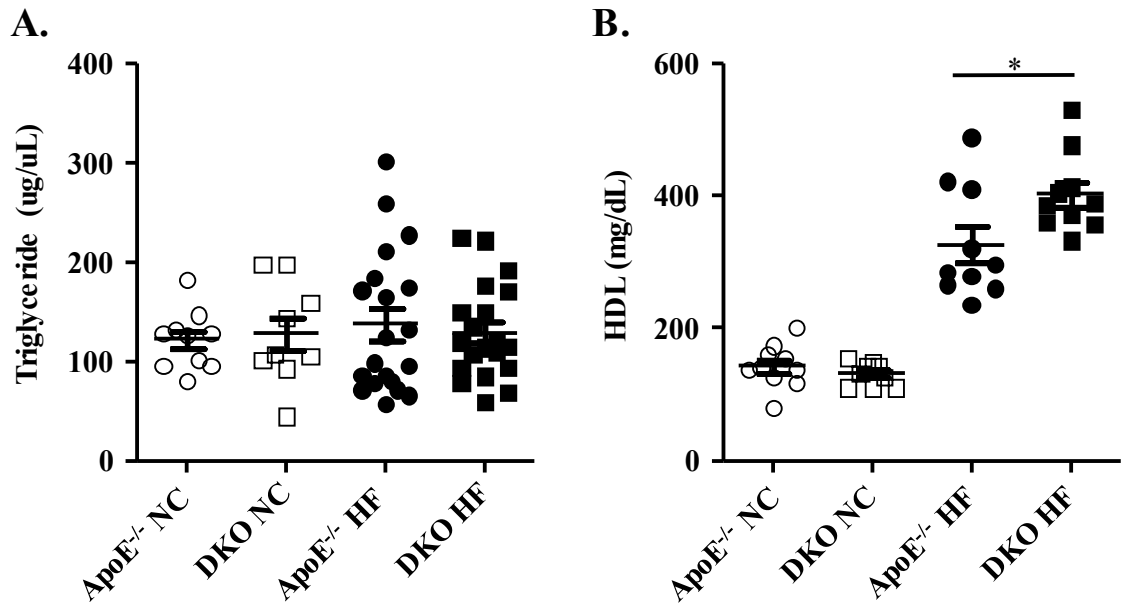 A.
Triglyceride (ug/uL)
400
300
200
100
0
ApoE-/- NC
DKO NC
ApoE-/- HF
DKO HF
B.
HDL (mg/dL)
600
400
200
0
*
ApoE-/- NC
DKO NC
ApoE-/- HF
DKO HF